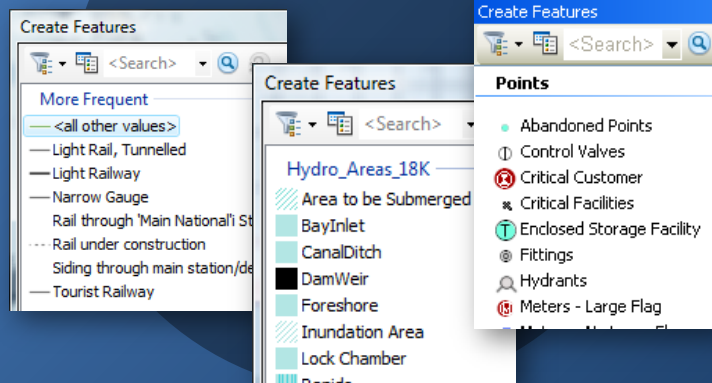 Create Features
<Search>
More Frequent
<all other values>
Light Rail, Tunnelled
Light Railway
Narrow Gauge
Rail through 'Main National'i St
Rail under construction
Siding through main station/de
Tourist Railway
Create Features
<Search>
Hydro_Areas_18K
Area to be Submerged
BayInlet
CanalDitch
DamWeir
Foreshore
Inundation Area
Lock Chamber
Rapids
Create Features
<Search>
Points
Abandoned Points
Control Valves
Critical Customer
Critical Facilities
T Enclosed Storage Facility
Fittings
Hydrants
Meters - Large Flag